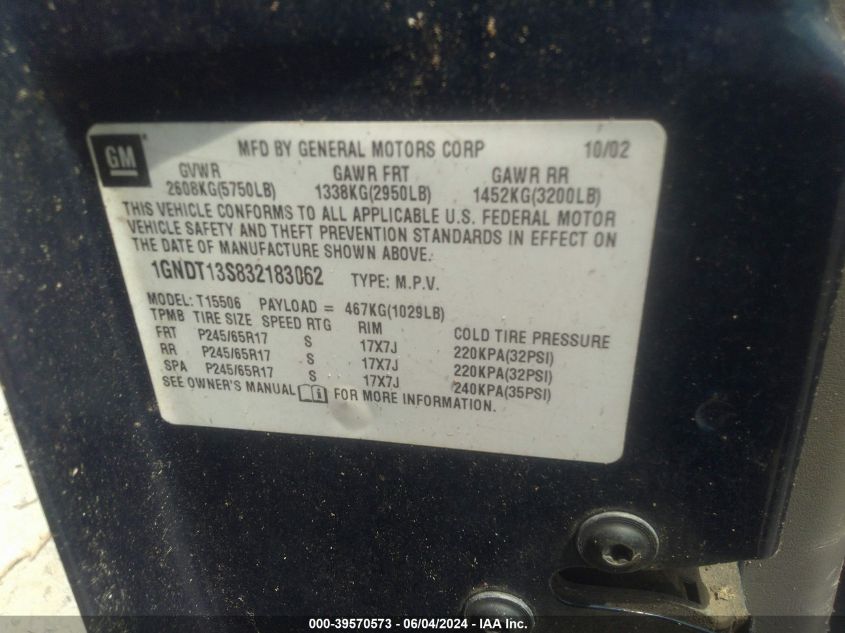 GM
MFD BY GENERAL MOTORS CORP 10/02
GVWR GAWR FRT GAWR RR
2608KG(5750LB) 1338KG(2950LB) 1452KG(3200LB)
THIS VEHICLE CONFORMS TO ALL APPLICABLE U.S. FEDERAL MOTOR
VEHICLE SAFETY AND THEFT PREVENTION STANDARDS IN EFFECT ON
THE DATE OF MANUFACTURE SHOWN ABOVE.
1GNDT13S832183062 TYPE: M.P.V.
MODEL: T15506 PAYLOAD = 467KG(1029LB)
TPMB TIRE SIZE SPEED RTG RIM COLD TIRE PRESSURE
FRT P245/65R17 S 17X7J 220KPA(32PSI)
RR P245/65R17 S 17X7J 220KPA(32PSI)
SPA P245/65R17 S 17X7J 240KPA(35PSI)
SEE OWNER'S MANUAL FOR MORE INFORMATION.
000-39570573 - 06/04/2024 - IAA Inc.